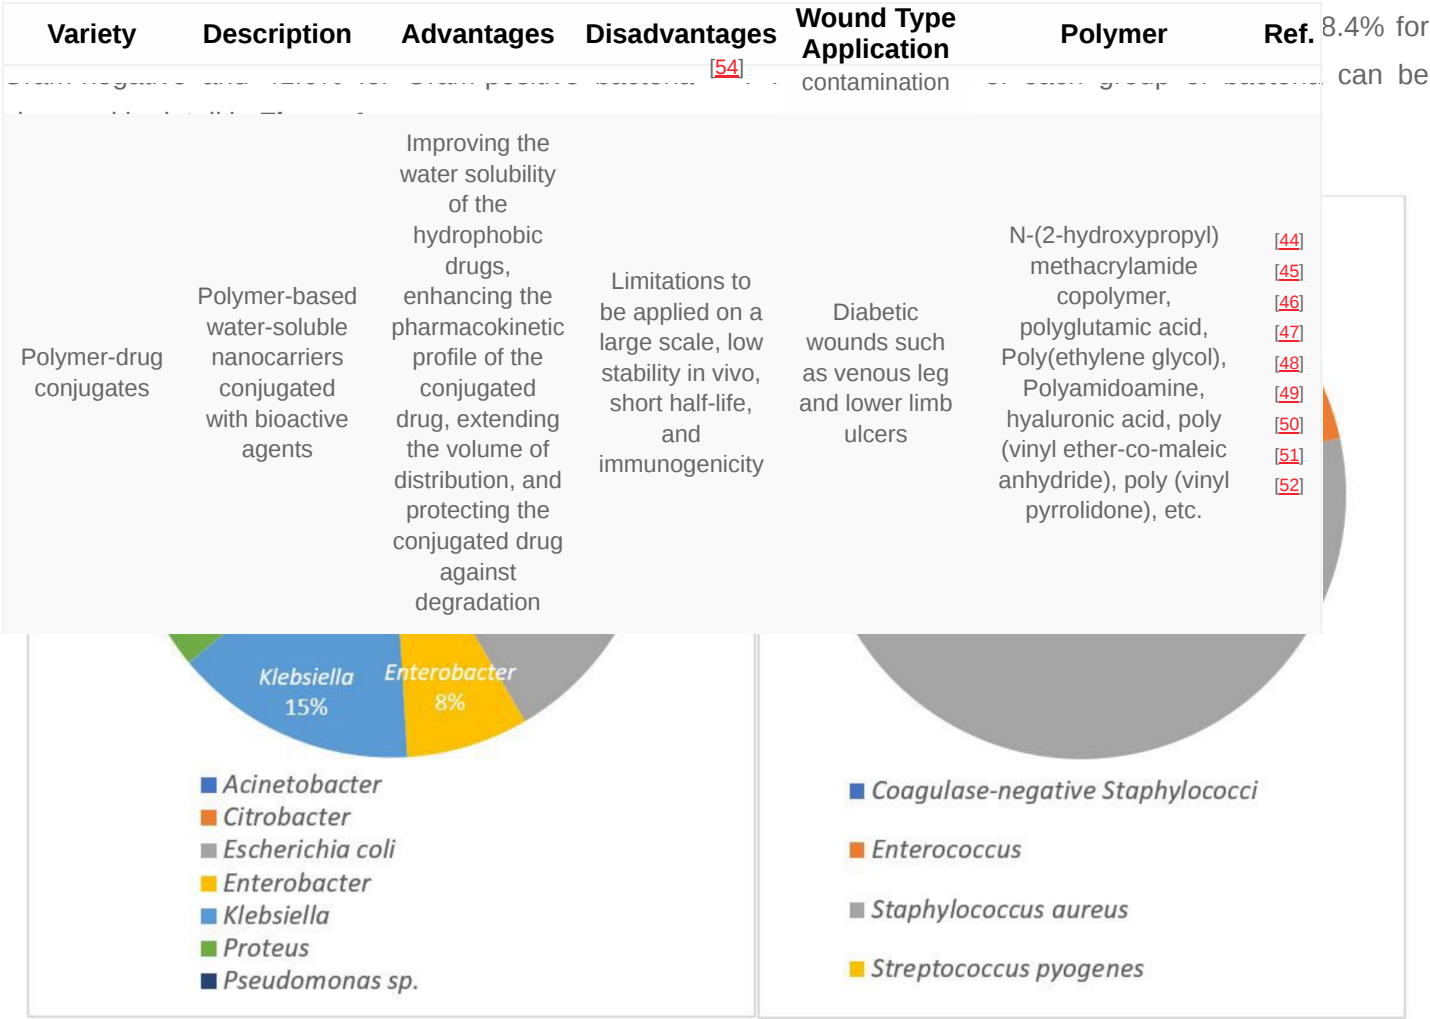 Variety Description Advantages Disadvantages Wound Type Application Polymer Ref.
8.4% for
[54]
contamination
can be
Polymer-drug
conjugates
Polymer-based
water-soluble
nanocarriers
conjugated
with bioactive
agents
Improving the
water solubility
of the
hydrophobic
drugs,
enhancing the
pharmacokinetic
profile of the
conjugated
drug, extending
the volume of
distribution, and
protecting the
conjugated drug
against
degradation
Limitations to
be applied on a
large scale, low
stability in vivo,
short half-life,
and
immunogenicity
Diabetic
wounds such
as venous leg
and lower limb
ulcers
N-(2-hydroxypropyl)
methacrylamide
copolymer,
polyglutamic acid,
Poly(ethylene glycol),
Polyamidoamine,
hyaluronic acid, poly
(vinyl ether-co-maleic
anhydride), poly (vinyl
pyrrolidone), etc.
[44]
[45]
[46]
[47]
[48]
[49]
[50]
[51]
[52]
Klebsiella
15%
Enterobacter
8%
Acinetobacter
Citrobacter
Escherichia coli
Enterobacter
Klebsiella
Proteus
Pseudomonas sp.
Coagulase-negative Staphylococci
Enterococcus
Staphylococcus aureus
Streptococcus pyogenes